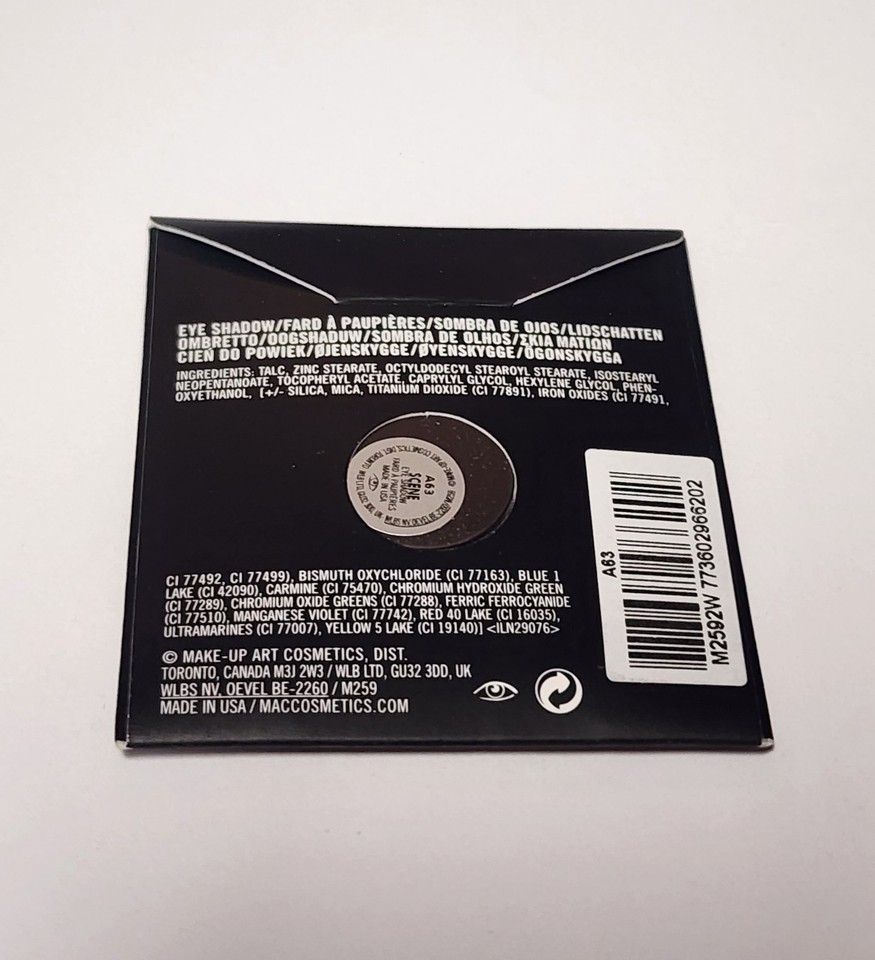 EYE SHADOW/FARD À PAUPIÈRES/SOMBRA DE OJOS/LIDSCHATTEN
OMBRETTO/OOGSHADUW/SOMBRA DE OLHOS/ΣΚΙΑ ΜΑΤΙΩΝ
CIEŃ DO POWIEK/ØJENSKYGGE/ØYENSKYGGE/ÖGONSKYGGA
INGREDIENTS: TALC, ZINC STEARATE, OCTYLDODECYL STEAROYL STEARATE, ISOSTEARYL
NEOPENTANOATE, TOCOPHERYL ACETATE, CAPRYLYL GLYCOL, HEXYLENE GLYCOL, PHEN-
OXYETHANOL, [+/- SILICA, MICA, TITANIUM DIOXIDE (CI 77891), IRON OXIDES (CI 77491,
A63
SCENE
EYE SHADOW
FARD À PAUPIÈRES
MADE IN USA
CI 77492, CI 77499), BISMUTH OXYCHLORIDE (CI 77163), BLUE 1
LAKE (CI 42090), CARMINE (CI 75470), CHROMIUM HYDROXIDE GREEN
(CI 77289), CHROMIUM OXIDE GREENS (CI 77288), FERRIC FERROCYANIDE
(CI 77510), MANGANESE VIOLET (CI 77742), RED 40 LAKE (CI 16035),
ULTRAMARINES (CI 77007), YELLOW 5 LAKE (CI 19140)] <ILN29076>
© MAKE-UP ART COSMETICS, DIST.
TORONTO, CANADA M3J 2W3 / WLB LTD, GU32 3DD, UK
WLBS NV, OEVEL BE-2260 / M259
MADE IN USA / MACCOSMETICS.COM
A63
M2592W 773602966202